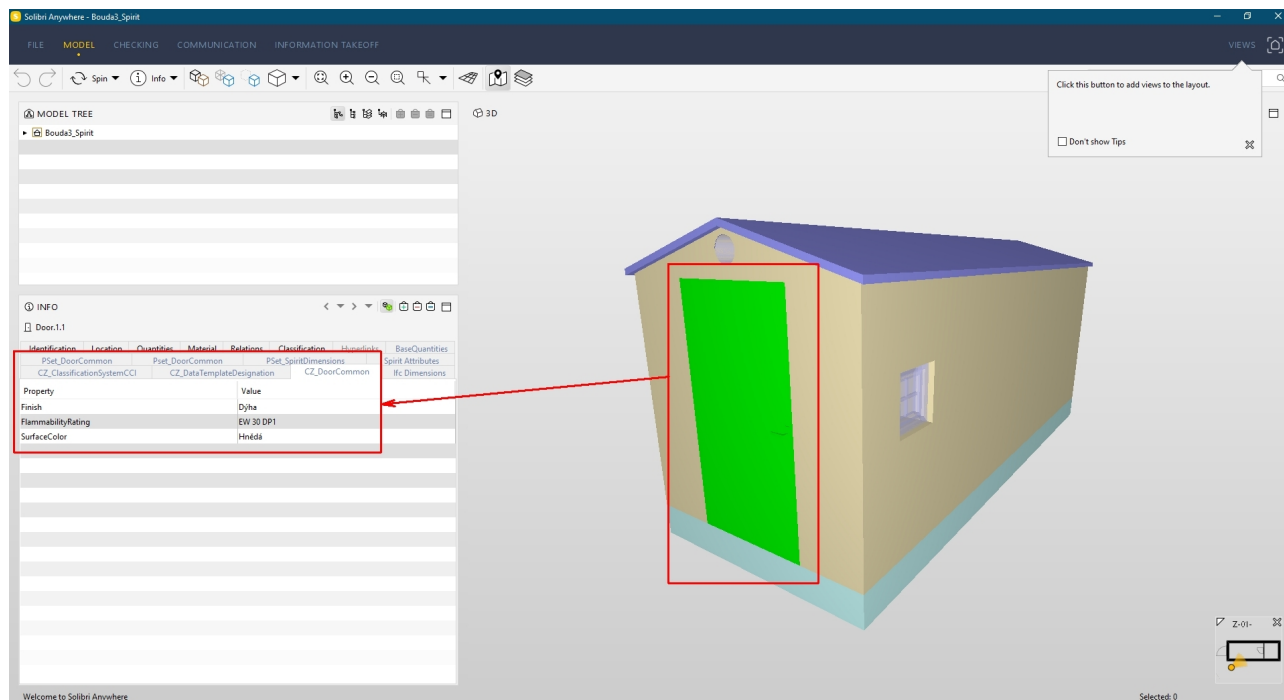 Solibri Anywhere - Bouda3_Spirit
FILE MODEL CHECKING COMMUNICATION INFORMATION TAKEOFF VIEWS
Spin Info
Click this button to add views to the layout.
Don't show Tips
MODEL TREE
3D
Bouda3_Spirit
INFO
Door.1.1
Identification Location Quantities Material Relations Classification Hyperlinks BaseQuantities
PSet_DoorCommon Pset_DoorCommon PSet_SpiritDimensions Spirit Attributes
CZ_ClassificationSystemCCI CZ_DataTemplateDesignation CZ_DoorCommon Ifc Dimensions
Property Value
Finish Dýha
FlammabilityRating EW 30 DP1
SurfaceColor Hnědá
Z-01-
Welcome to Solibri Anywhere
Selected: 0